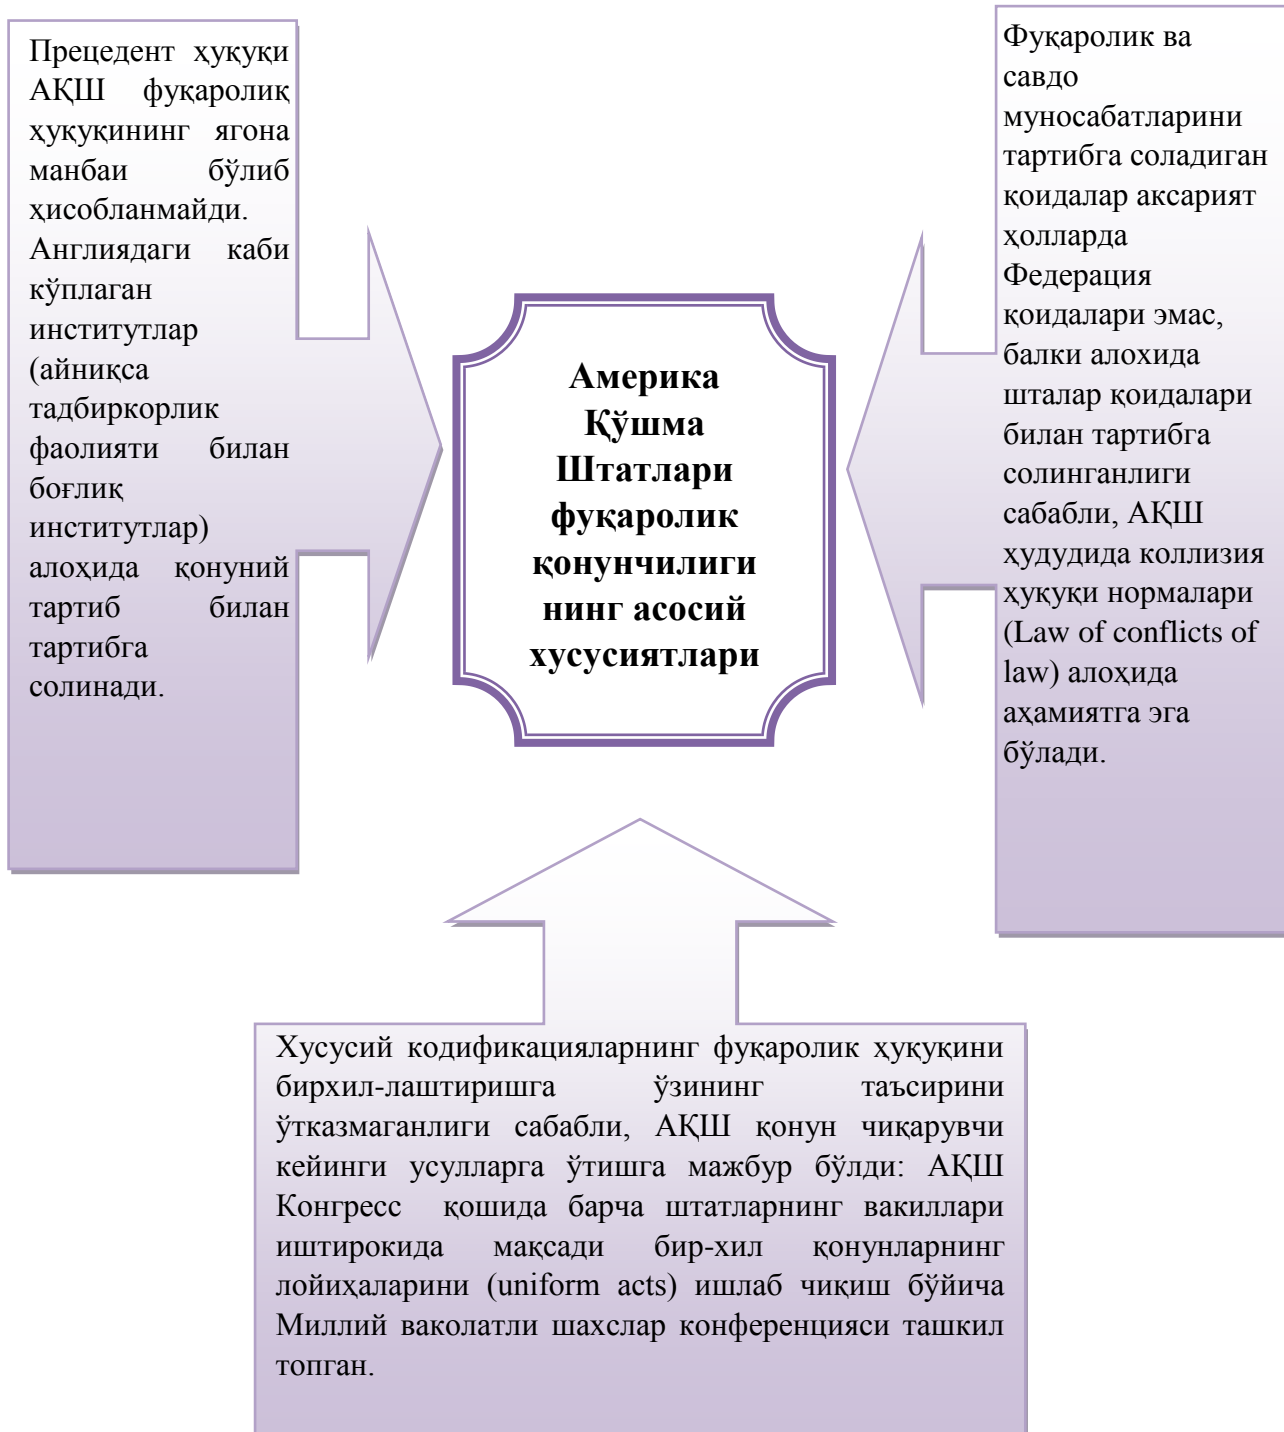 Прецедент ҳуқуқи
АҚШ фуқаролиқ
ҳуқуқининг ягона
манбаи бўлиб
ҳисобланмайди.
Англиядаги каби
кўплаган
институтлар
(айниқса
тадбиркорлик
фаолияти билан
боғлиқ
институтлар)
алоҳида қонуний
тартиб билан
тартибга
солинади.
Америка
Қўшма
Штатлари
фуқаролик
қонунчилиги
нинг асосий
хусусиятлари
Фуқаролик ва
савдо
муносабатларини
тартибга соладиган
қоидалар аксарият
ҳолларда
Федерация
қоидалари эмас,
балки алохида
шталар қоидалари
билан тартибга
солинганлиги
сабабли, АҚШ
ҳудудида коллизия
ҳуқуқи нормалари
(Law of conflicts of
law) алоҳида
аҳамиятга эга
бўлади.
Хусусий кодификацияларнинг фуқаролик ҳуқуқини
бирхил-лаштиришга ўзининг таъсирини
ўтказмаганлиги сабабли, АҚШ қонун чиқарувчи
кейинги усулларга ўтишга мажбур бўлди: АҚШ
Конгресс қошида барча штатларнинг вакиллари
иштирокида мақсади бир-хил қонунларнинг
лойиҳаларини (uniform acts) ишлаб чиқиш бўйича
Миллий ваколатли шахслар конференцияси ташкил
топган.